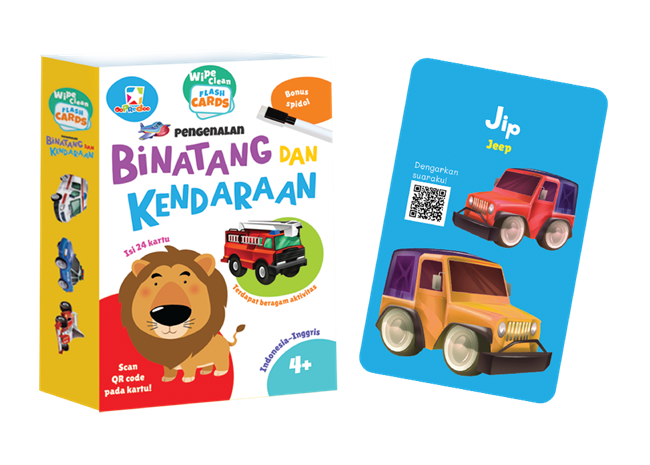 Wipe
Clean
FLASH
CARDS
BINATANG DAN
KENDARAAN
Wipe
Clean
FLASH
CARDS
Bonus
spidol
PENGENALAN
BINATANG DAN
KENDARAAN
Isi 24 kartu
Terdapat beragam aktivitas
Scan
QR code
pada kartu!
Indonesia-Inggris
4+
Jip
Jeep
Dengarkan
suaraku!